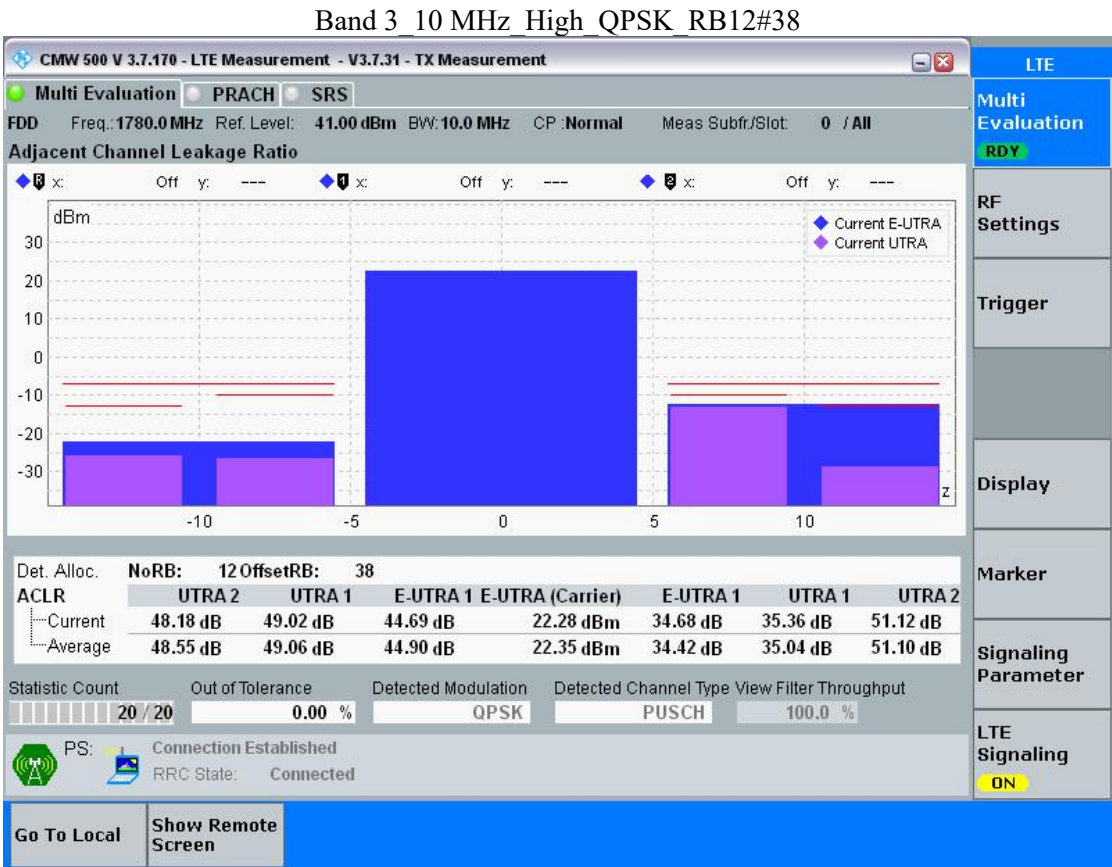 Band 3_10 MHz_High_QPSK_RB12#38
CMW 500 V 3.7.170 - LTE Measurement - V3.7.31 - TX Measurement
LTE
Multi Evaluation PRACH SRS
Multi
Evaluation
RDY
FDD Freq.: 1780.0 MHz Ref. Level: 41.00 dBm BW: 10.0 MHz CP :Normal Meas Subfr./Slot: 0 / All
Adjacent Channel Leakage Ratio
R x: Off y: --- 1 x: Off y: --- 2 x: Off y: ---
RF
Settings
dBm
Current E-UTRA
Current UTRA
30
20
10
0
-10
-20
-30
z
-10 -5 0 5 10
Trigger
Display
Det. Alloc. NoRB: 12 OffsetRB: 38
ACLR UTRA 2 UTRA 1 E-UTRA 1 E-UTRA (Carrier) E-UTRA 1 UTRA 1 UTRA 2
Current 48.18 dB 49.02 dB 44.69 dB 22.28 dBm 34.68 dB 35.36 dB 51.12 dB
Average 48.55 dB 49.06 dB 44.90 dB 22.35 dBm 34.42 dB 35.04 dB 51.10 dB
Marker
Signaling
Parameter
Statistic Count Out of Tolerance Detected Modulation Detected Channel Type View Filter Throughput
20 / 20 0.00 % QPSK PUSCH 100.0 %
PS: Connection Established
RRC State: Connected
LTE
Signaling
ON
Go To Local
Show Remote
Screen